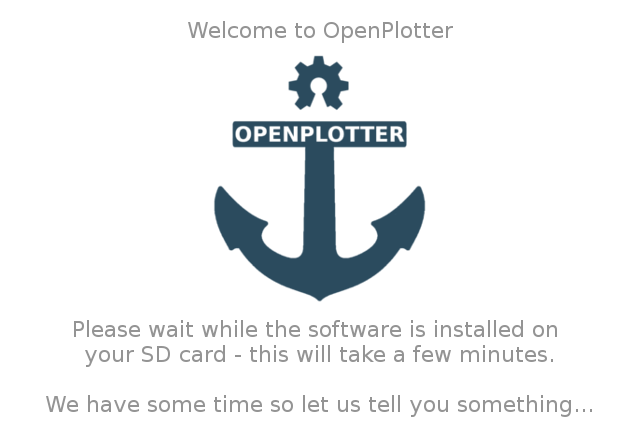 Welcome to OpenPlotter
OPENPLOTTER
Please wait while the software is installed on
your SD card - this will take a few minutes.
We have some time so let us tell you something...